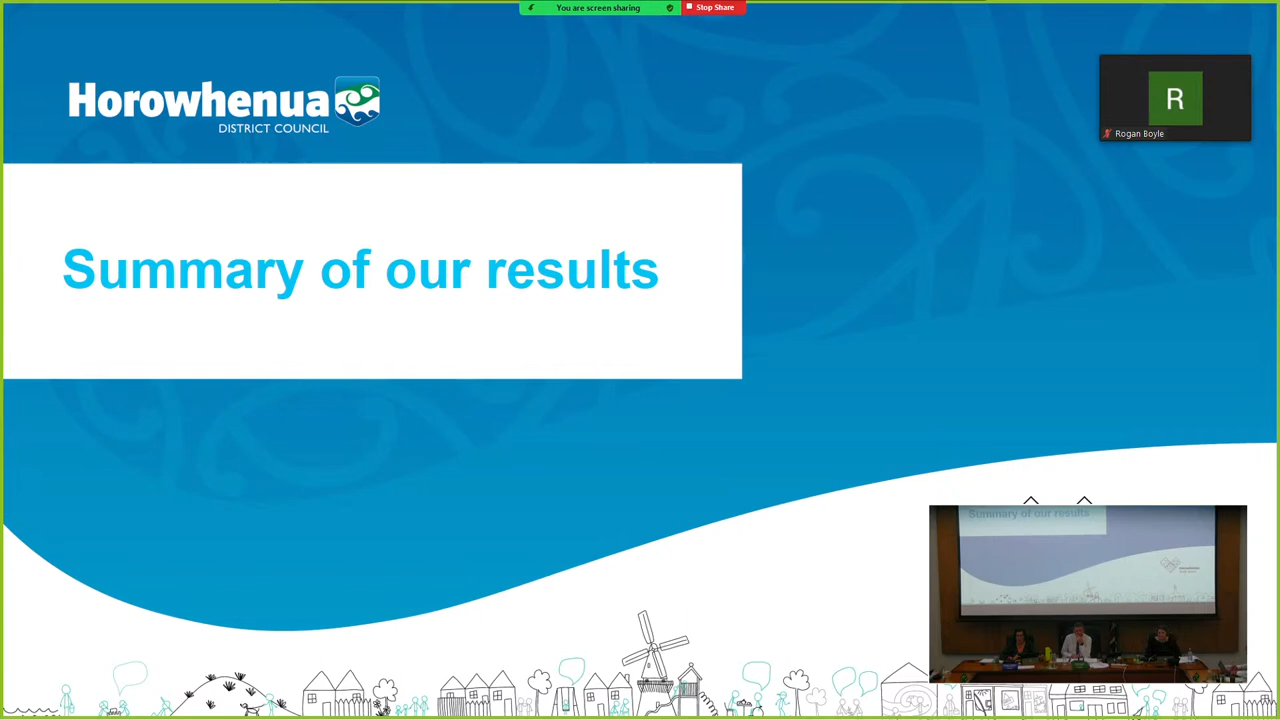 You are screen sharing
Stop Share
Horowhenua
DISTRICT COUNCIL
R
Rogan Boyle
Summary of our results
Summary of our results